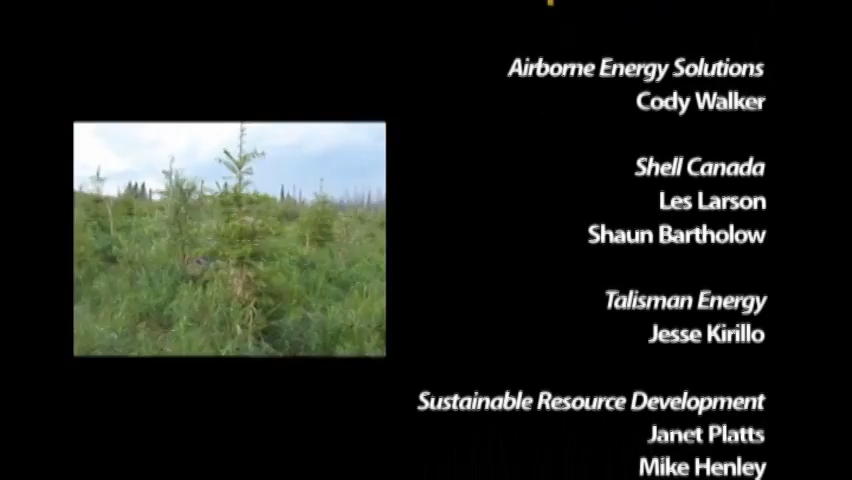 Airborne Energy Solutions
Cody Walker
Shell Canada
Les Larson
Shaun Bartholow
Talisman Energy
Jesse Kirillo
Sustainable Resource Development
Janet Platts
Mike Henley